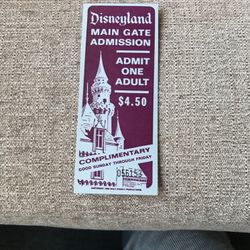 Disneyland
MAIN GATE
ADMISSION
ADMIT
ONE
ADULT
$4.50
COMPLIMENTARY
GOOD SUNDAY THROUGH FRIDAY